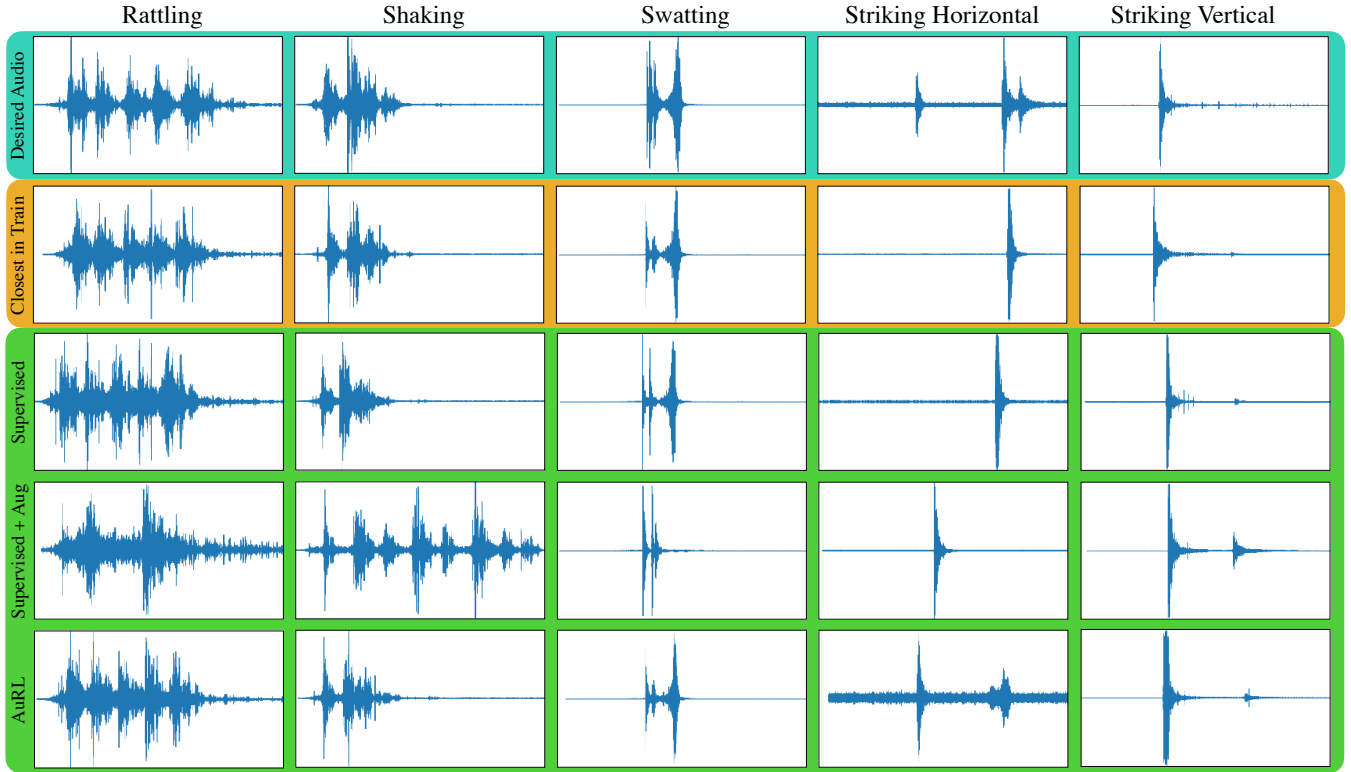 Rattling
Shaking
Swatting
Striking Horizontal
Striking Vertical
Desired Audio
Closest in Train
Supervised
Supervised + Aug
AuRL